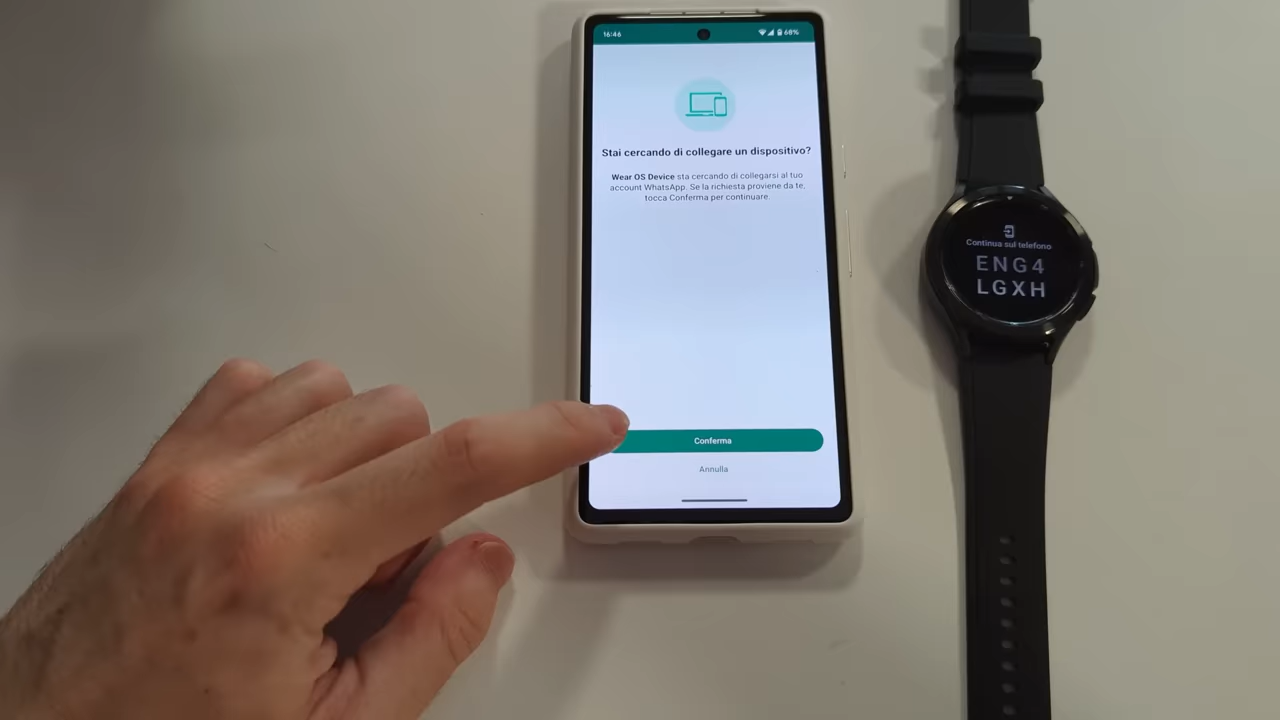 16:46
68%
Stai cercando di collegare un dispositivo?
Wear OS Device sta cercando di collegarsi al tuo
account WhatsApp. Se la richiesta proviene da te,
tocca Conferma per continuare.
Conferma
Annulla
Continua sul telefono
ENG4
LGXH